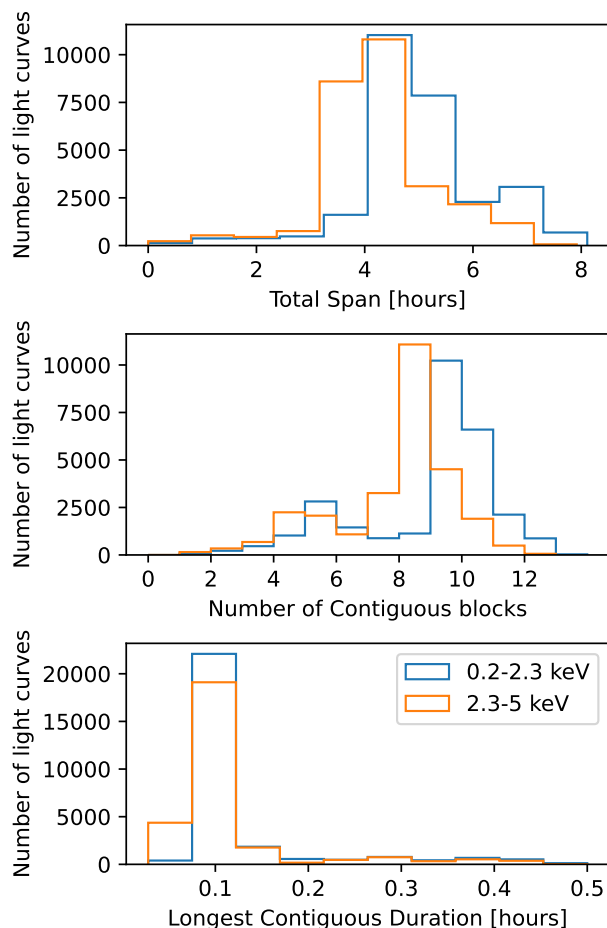 Number of light curves
10000
7500
5000
2500
0
0 2 4 6 8
Total Span [hours]
Number of light curves
10000
7500
5000
2500
0
0 2 4 6 8 10 12
Number of Contiguous blocks
Number of light curves
20000
15000
10000
5000
0
0.2-2.3 keV
2.3-5 keV
0.1 0.2 0.3 0.4 0.5
Longest Contiguous Duration [hours]